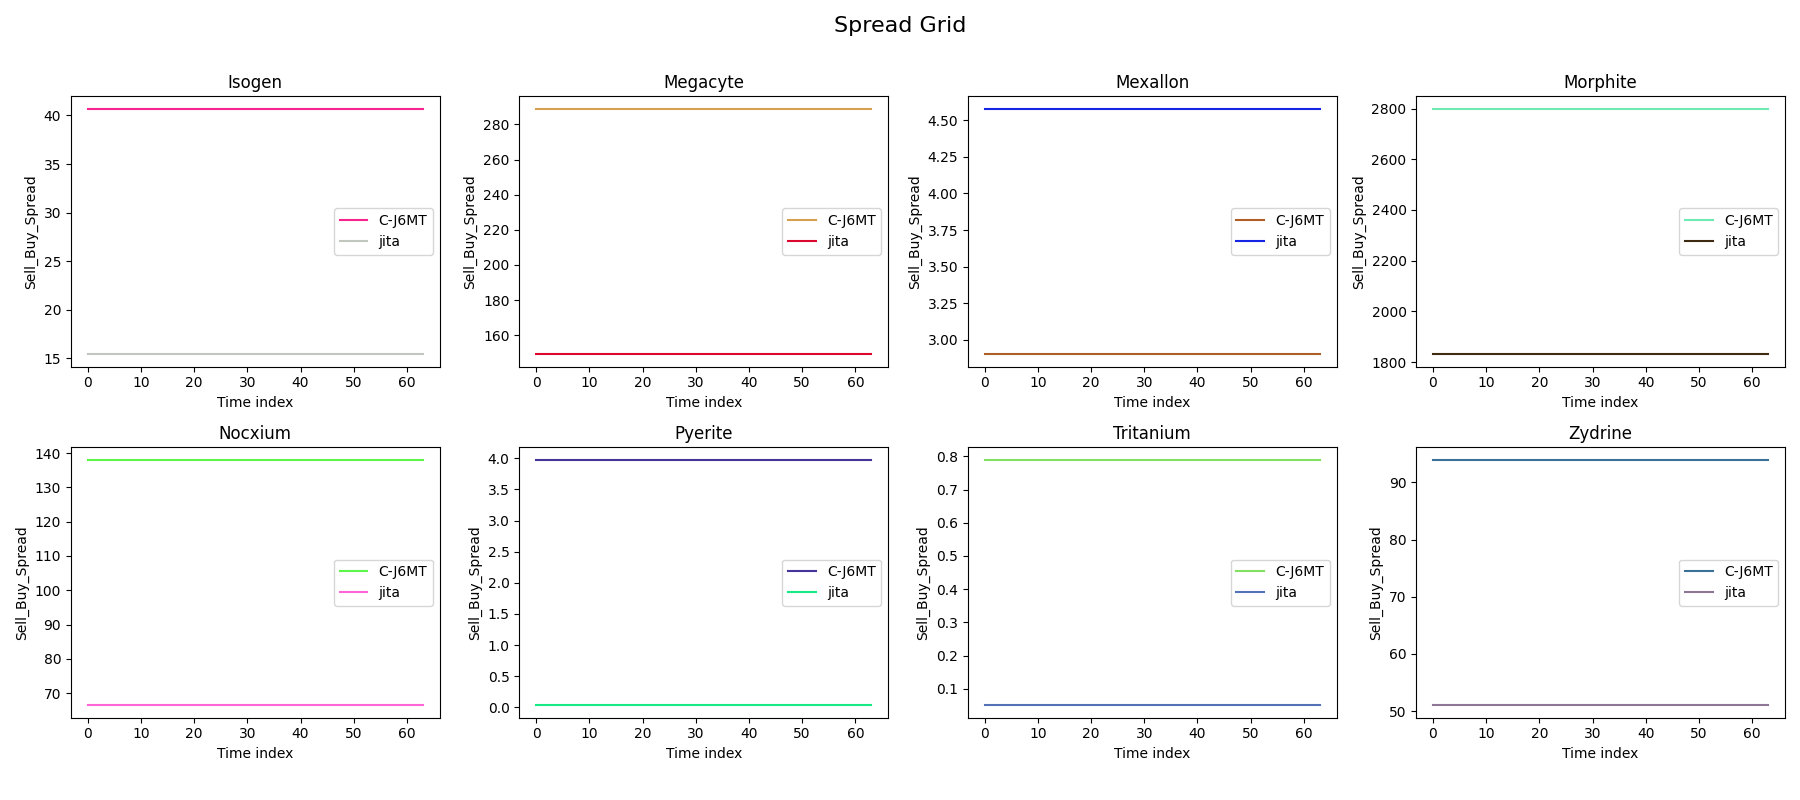 Spread Grid
Isogen
Sell_Buy_Spread
40
35
30
25
20
15
C-J6MT
jita
0 10 20 30 40 50 60
Time index
Megacyte
Sell_Buy_Spread
280
260
240
220
200
180
160
C-J6MT
jita
0 10 20 30 40 50 60
Time index
Mexallon
Sell_Buy_Spread
4.50
4.25
4.00
3.75
3.50
3.25
3.00
C-J6MT
jita
0 10 20 30 40 50 60
Time index
Morphite
Sell_Buy_Spread
2800
2600
2400
2200
2000
1800
C-J6MT
jita
0 10 20 30 40 50 60
Time index
Nocxium
Sell_Buy_Spread
140
130
120
110
100
90
80
70
C-J6MT
jita
0 10 20 30 40 50 60
Time index
Pyerite
Sell_Buy_Spread
4.0
3.5
3.0
2.5
2.0
1.5
1.0
0.5
0.0
C-J6MT
jita
0 10 20 30 40 50 60
Time index
Tritanium
Sell_Buy_Spread
0.8
0.7
0.6
0.5
0.4
0.3
0.2
0.1
C-J6MT
jita
0 10 20 30 40 50 60
Time index
Zydrine
Sell_Buy_Spread
90
80
70
60
50
C-J6MT
jita
0 10 20 30 40 50 60
Time index